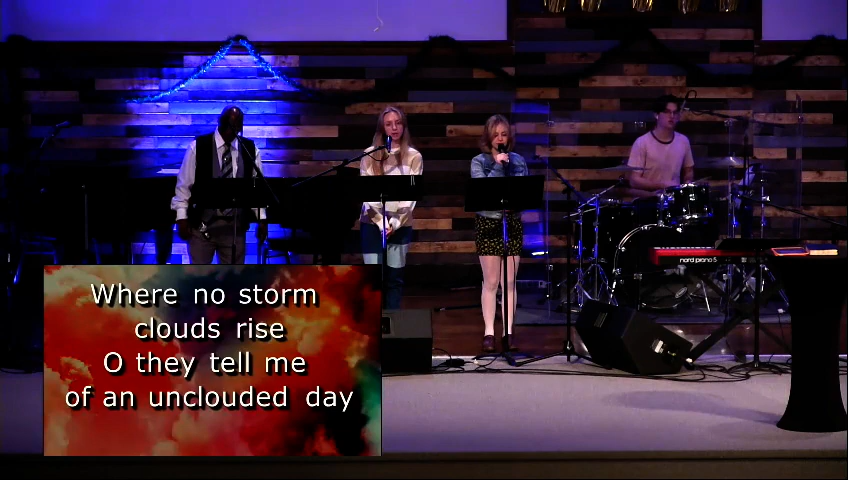 Where no storm
clouds rise
O they tell me
of an unclouded day
nord piano 5